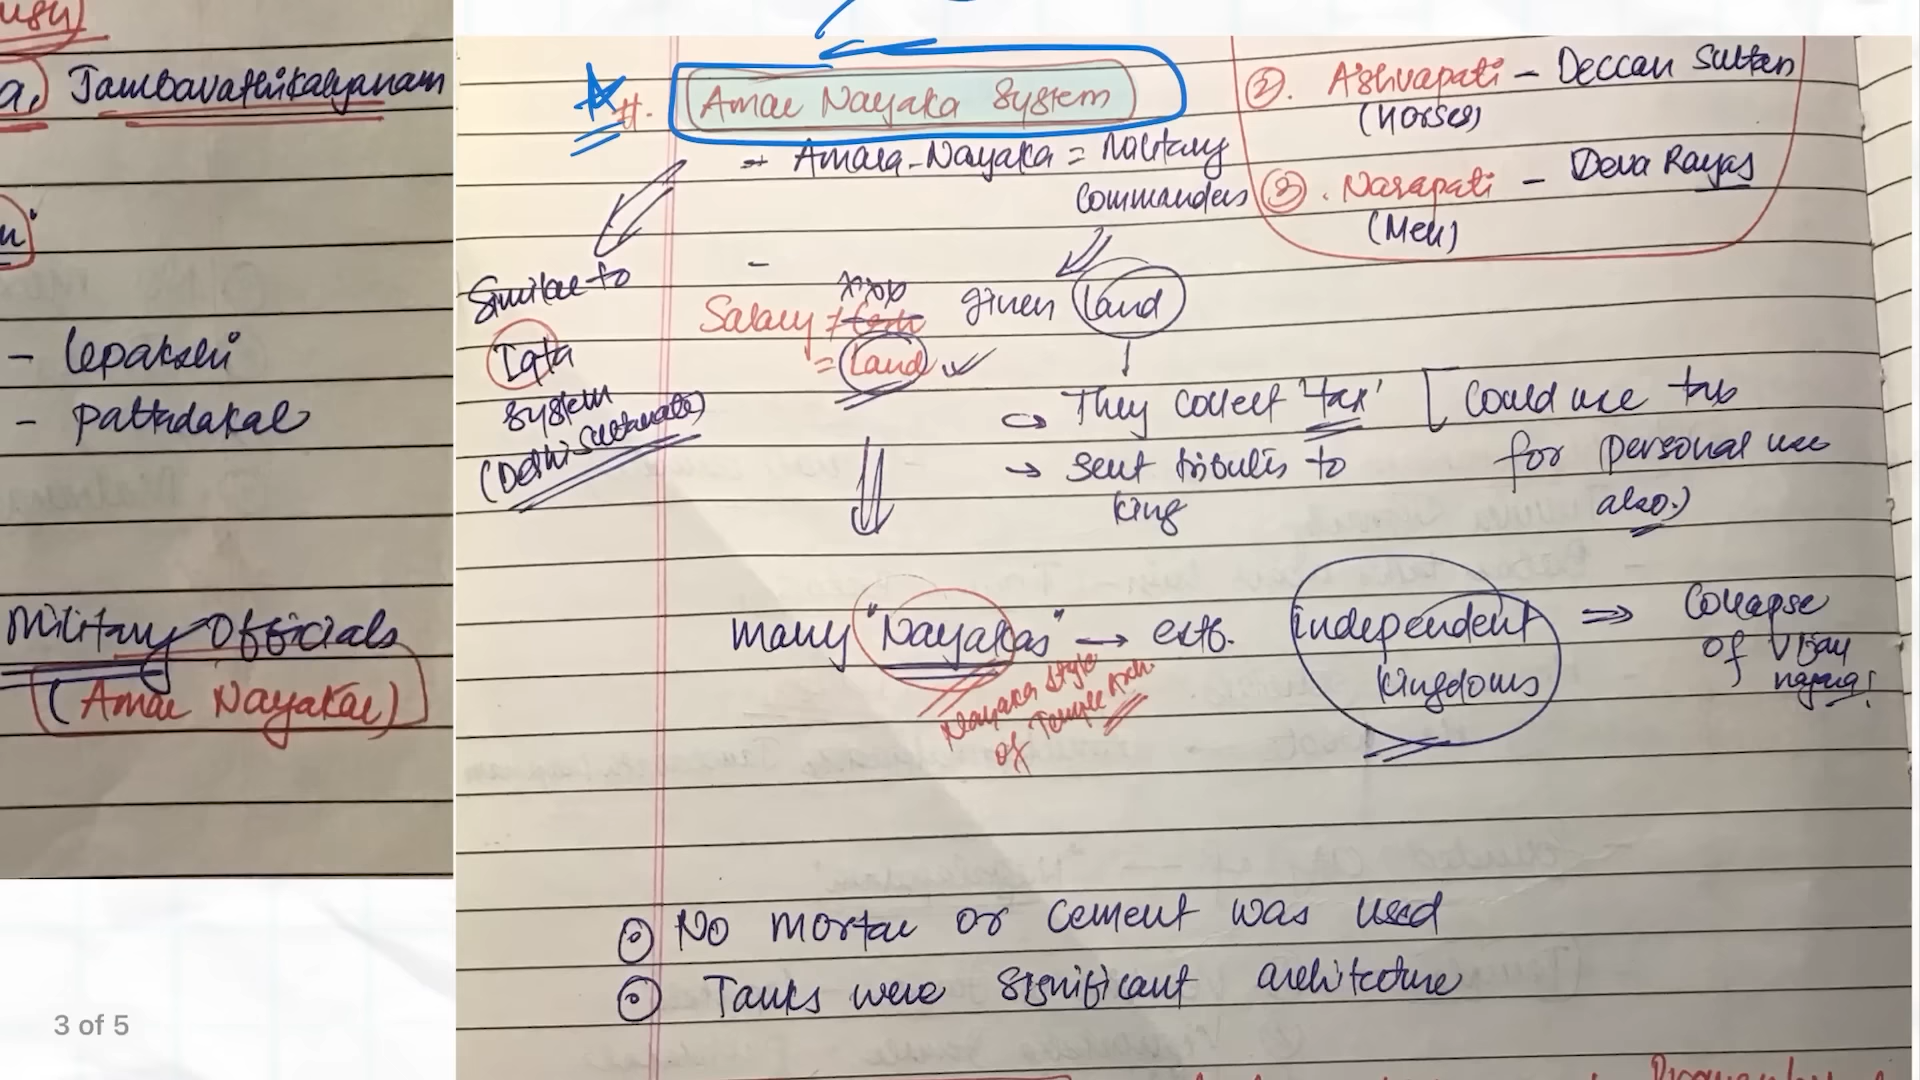 a, Jambavathikalyanam
- lepakshi
- pattadakal
Military Officials
(Amar Nayakar)
3 of 5
#. Amar Nayaka System
→ Amara-Nayaka = Military
Commanders
② . Ashvapati - Deccan Sultan
(Horses)
③ . Narapati - Deva Rayas
(Men)
Similar to
Iqta
System
(Delhi Sultanate)
Salary ≠
= Land
given Land
→ They collect 'tax' [ Could use this
for personal use
also.)
→ Sent tributes to
King
many "Nayakas" → estb. independent
kingdoms
⇒ Collapse
of Vijay
nagar!
Nayaka Style
of Temple Arch
⊙ No mortar or cement was used
⊙ Tanks were significant architecture